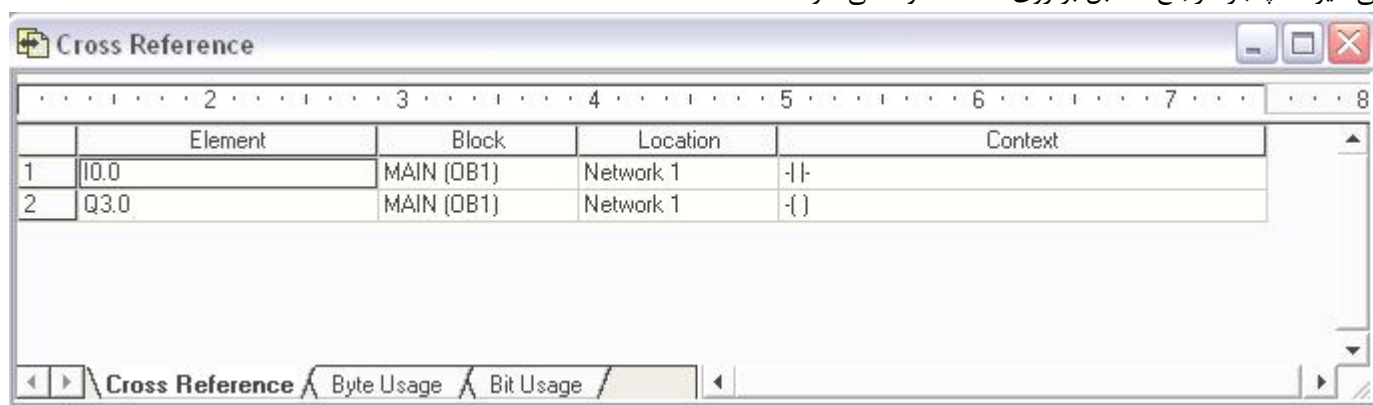 Cross Reference
2 3 4 5 6 7 8
Element Block Location Context
1 I0.0 MAIN (OB1) Network 1 -| |-
2 Q3.0 MAIN (OB1) Network 1 -( )
Cross Reference Byte Usage Bit Usage